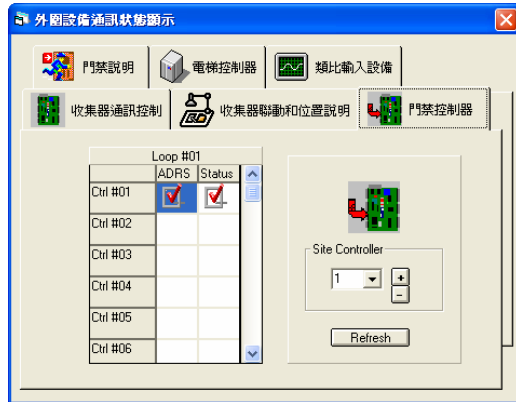 外圍設備通訊狀態顯示
門禁說明 電梯控制器 類比輸入設備
收集器通訊控制 收集器聯動和位置說明 門禁控制器
Loop #01
ADRS Status
Ctrl #01
Ctrl #02
Ctrl #03
Ctrl #04
Ctrl #05
Ctrl #06
Site Controller
1
+
-
Refresh